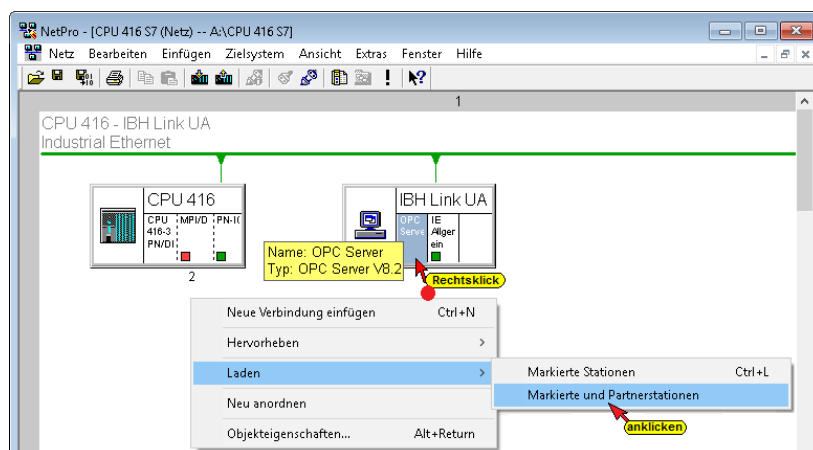 NetPro - [CPU 416 S7 (Netz) -- A:\CPU 416 S7]
Netz Bearbeiten Einfügen Zielsystem Ansicht Extras Fenster Hilfe
1
CPU 416 - IBH Link UA
Industrial Ethernet
CPU 416
CPU 416-3 PN/DI
MPI/D
PN-I(
2
IBH Link UA
OPC Serve
IE Allger ein
Name: OPC Server
Typ: OPC Server V8.2
Rechtsklick
Neue Verbindung einfügen Ctrl+N
Hervorheben
Laden
Neu anordnen
Objekteigenschaften... Alt+Return
Markierte Stationen Ctrl+L
Markierte und Partnerstationen
anklicken